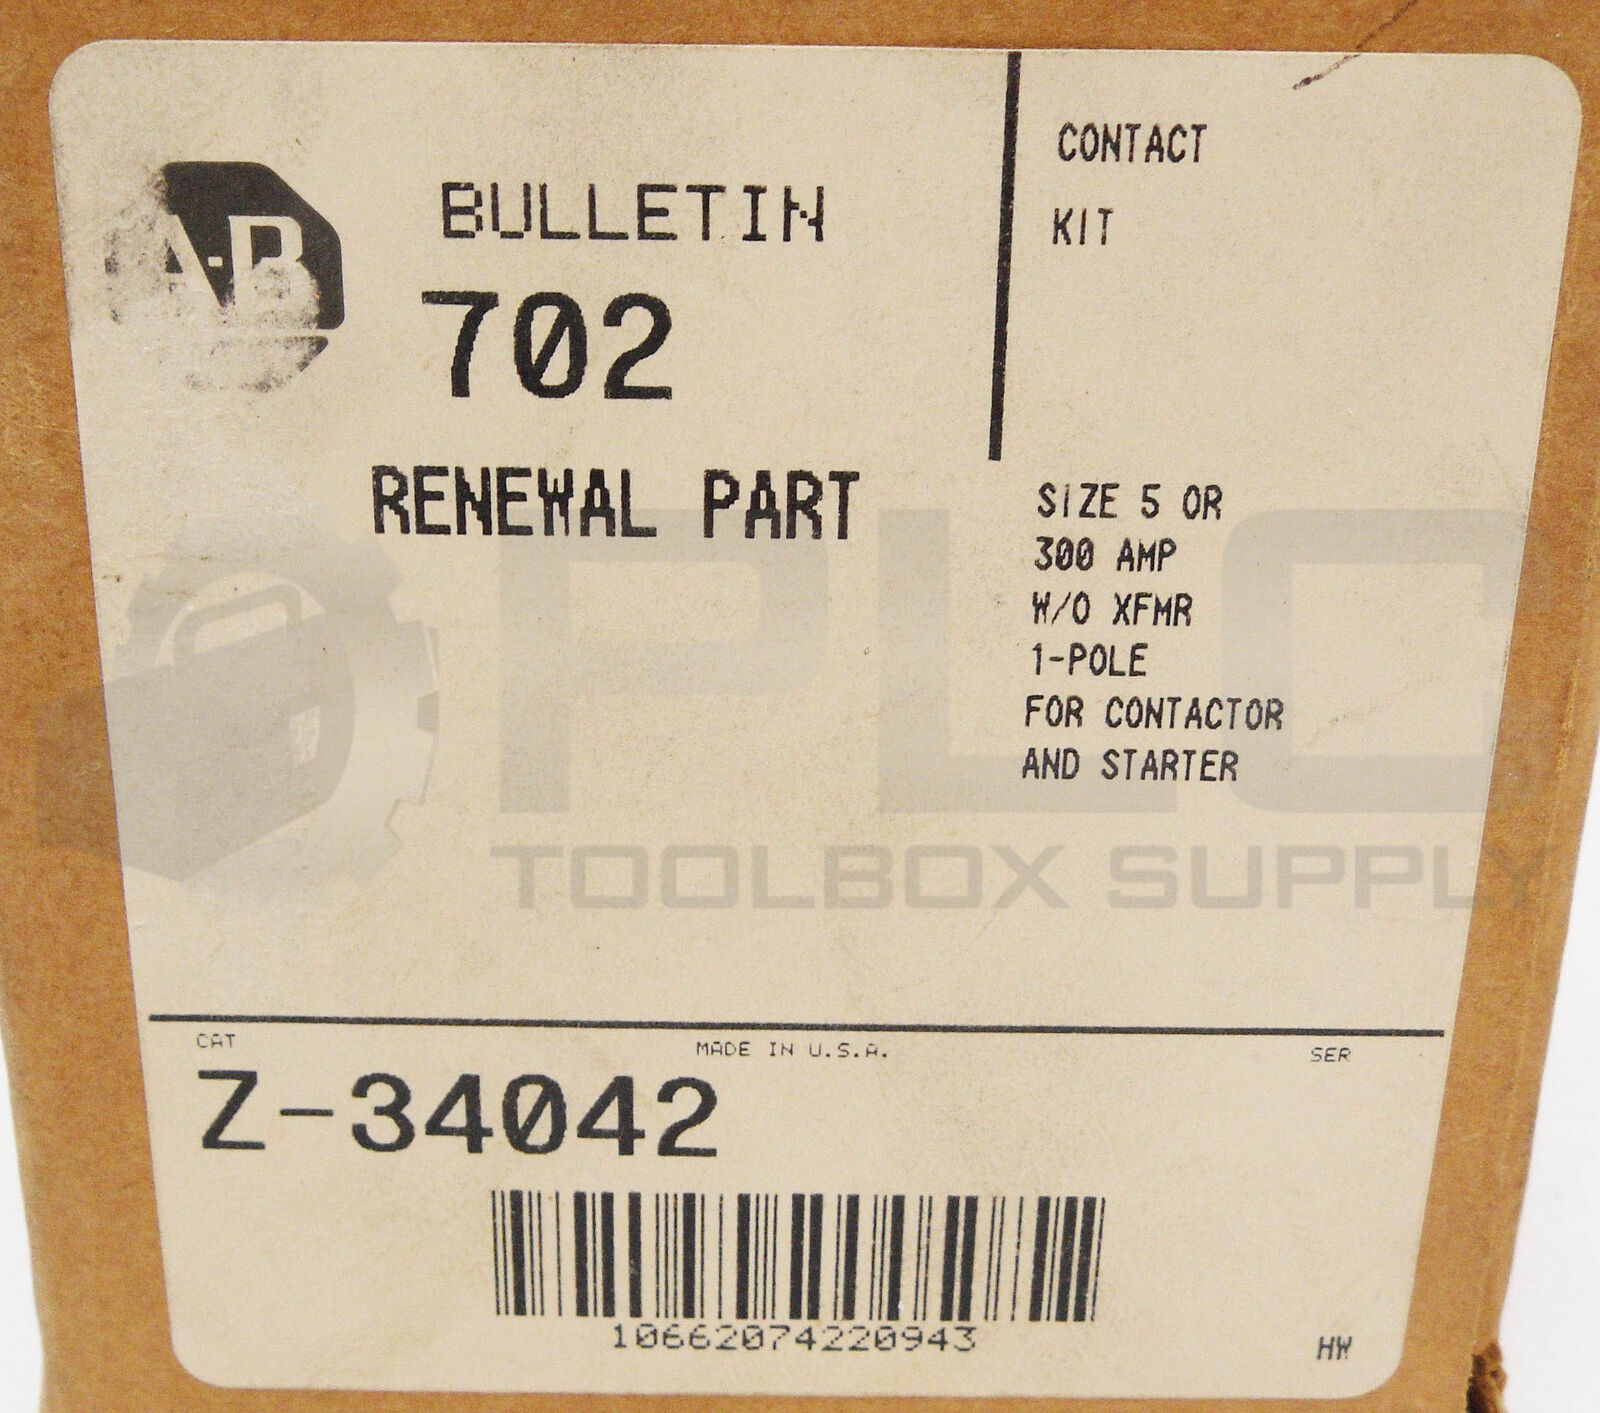 A-B
BULLETIN
702
RENEWAL PART
CONTACT
KIT
SIZE 5 OR
300 AMP
W/O XFMR
1-POLE
FOR CONTACTOR
AND STARTER
PLC
TOOLBOX SUPPLY
CAT
MADE IN U.S.A.
SER
Z-34042
10662074220943
HW